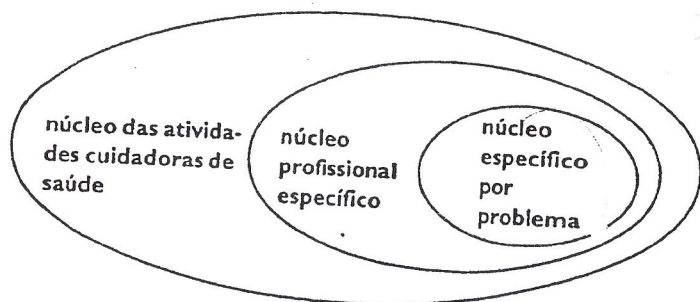 núcleo das ativida-
des cuidadoras de
saúde
núcleo
profissional
específico
núcleo
específico
por
problema